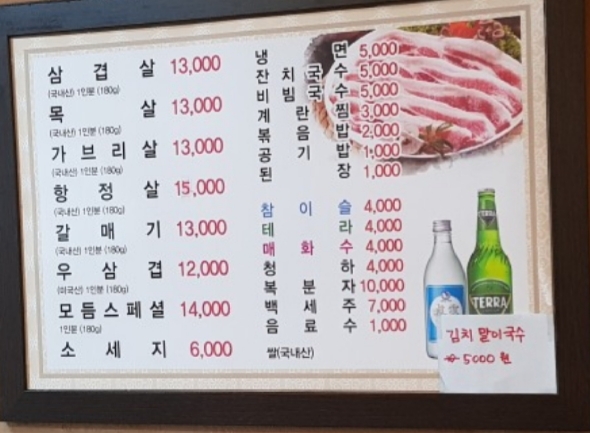 삼겹살 13,000
(국내산) 1인분 (180g)
목살 13,000
(국내산) 1인분 (180g)
가브리살 13,000
(국내산) 1인분 (180g)
항정살 15,000
(국내산) 1인분 (180g)
갈매기 13,000
(국내산) 1인분 (180g)
우삼겹 12,000
(미국산) 1인분 (180g)
모듬스페셜 14,000
1인분 (180g)
소세지 6,000
냉면 5,000
잔치국수 5,000
비빔국수 5,000
계란찜 3,000
볶음밥 2,000
공기밥 1,000
된장 1,000
참이슬 4,000
테라 4,000
매화수 4,000
청하 4,000
복분자 10,000
백세주 7,000
음료수 1,000
쌀(국내산)
TERRA
TERRA
김치말이국수
5000원